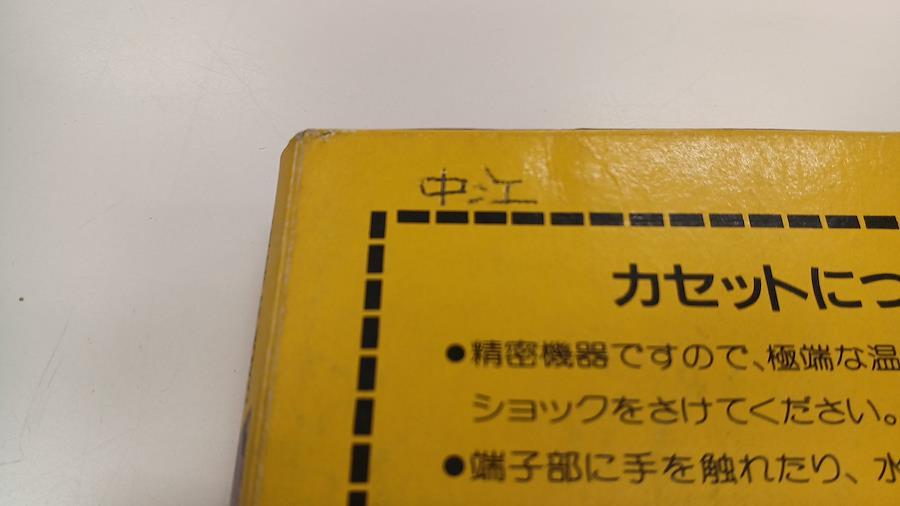 中江
カセットにつ
●精密機器ですので、極端な温
ショックをさけてください。
●端子部に手を触れたり、水